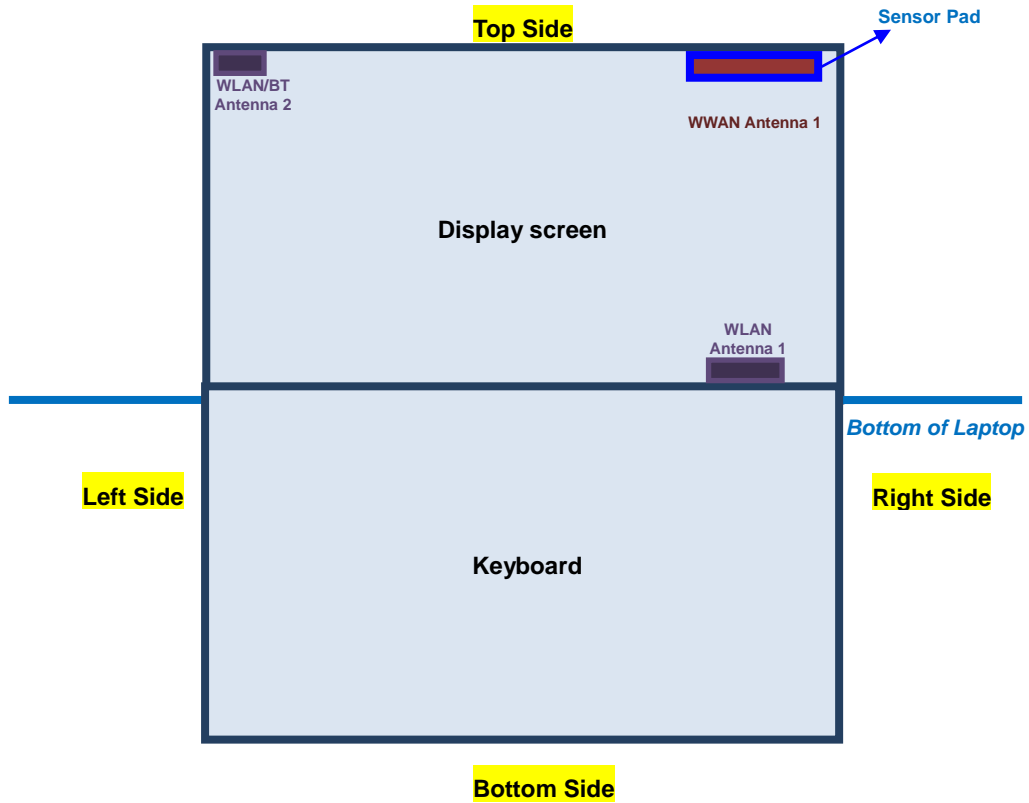 Sensor Pad
Top Side
WLAN/BT
Antenna 2
WWAN Antenna 1
Display screen
WLAN
Antenna 1
Bottom of Laptop
Left Side
Right Side
Keyboard
Bottom Side